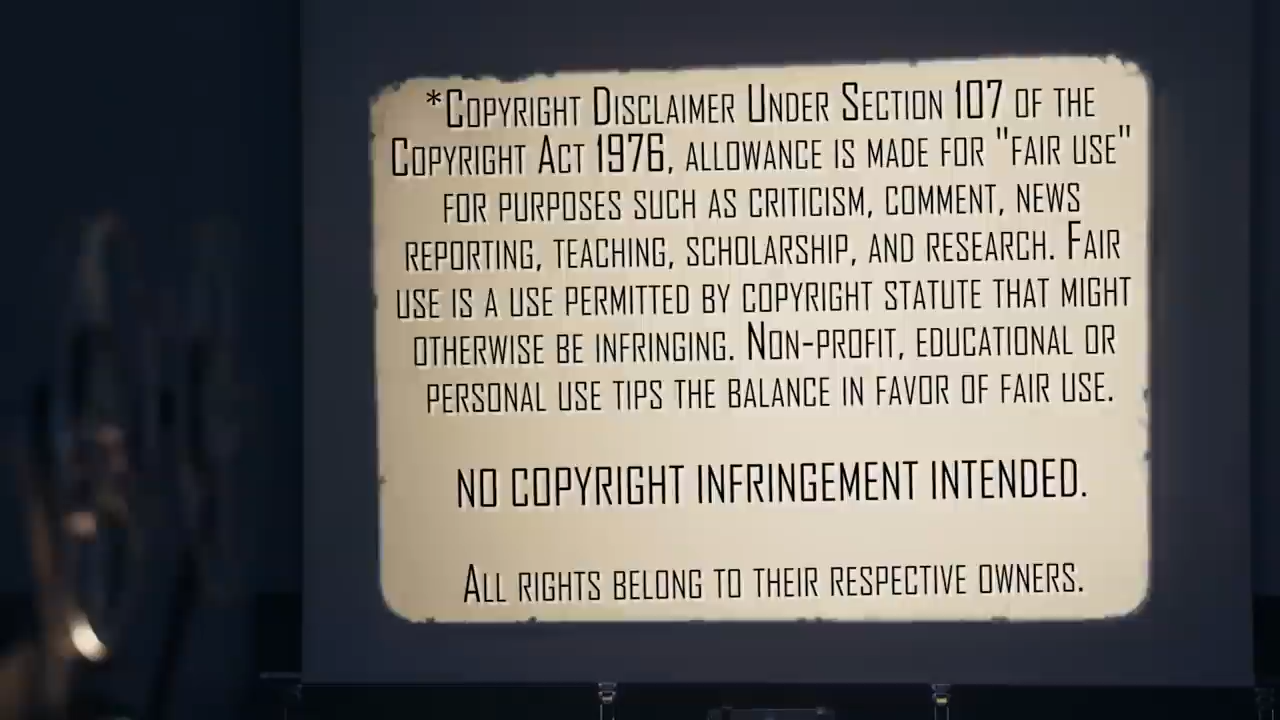 *Copyright Disclaimer Under Section 107 of the
Copyright Act 1976, allowance is made for "fair use"
for purposes such as criticism, comment, news
reporting, teaching, scholarship, and research. Fair
use is a use permitted by copyright statute that might
otherwise be infringing. Non-profit, educational or
personal use tips the balance in favor of fair use.
NO COPYRIGHT INFRINGEMENT INTENDED.
All rights belong to their respective owners.